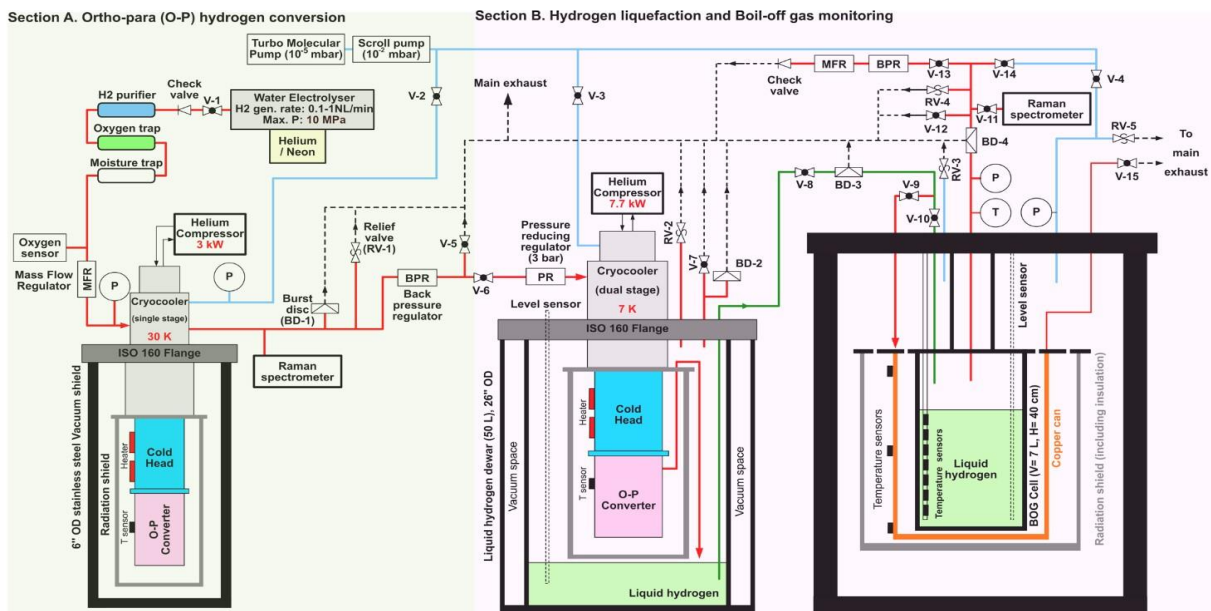 Section A. Ortho-para (O-P) hydrogen conversion
Section B. Hydrogen liquefaction and Boil-off gas monitoring
Turbo Molecular
Pump (10⁻⁵ mbar)
Scroll pump
(10⁻² mbar)
H2 purifier
Check
valve
V-1
Water Electrolyser
H2 gen. rate: 0.1-1NL/min
Max. P: 10 MPa
Helium
/ Neon
Oxygen trap
Moisture trap
V-2
Main exhaust
V-3
Oxygen
sensor
Mass Flow
Regulator
MFR
P
Helium
Compressor
3 kW
Cryocooler
(single stage)
30 K
P
ISO 160 Flange
Burst
disc
(BD-1)
Relief
valve
(RV-1)
BPR
Back
pressure
regulator
V-5
V-6
Raman
spectrometer
6" OD stainless steel Vacuum shield
Radiation shield
Heater
T sensor
Cold
Head
O-P
Converter
Pressure
reducing
regulator
(3 bar)
PR
Helium
Compressor
7.7 kW
Cryocooler
(dual stage)
7 K
Level sensor
ISO 160 Flange
RV-2
V-7
BD-2
Liquid hydrogen dewar (50 L), 26" OD
Vacuum space
Heater
T sensor
Cold
Head
O-P
Converter
Vacuum space
Liquid hydrogen
Check
valve
MFR
BPR
V-13
V-14
V-4
RV-4
V-11
Raman
spectrometer
V-12
BD-4
RV-5
To
main
exhaust
V-15
V-8
BD-3
RV-3
V-9
V-10
P
T
P
Level sensor
Temperature sensors
Temperature sensors
Liquid
hydrogen
BOG Cell (V= 7 L, H= 40 cm)
Copper can
Radiation shield (including insulation)